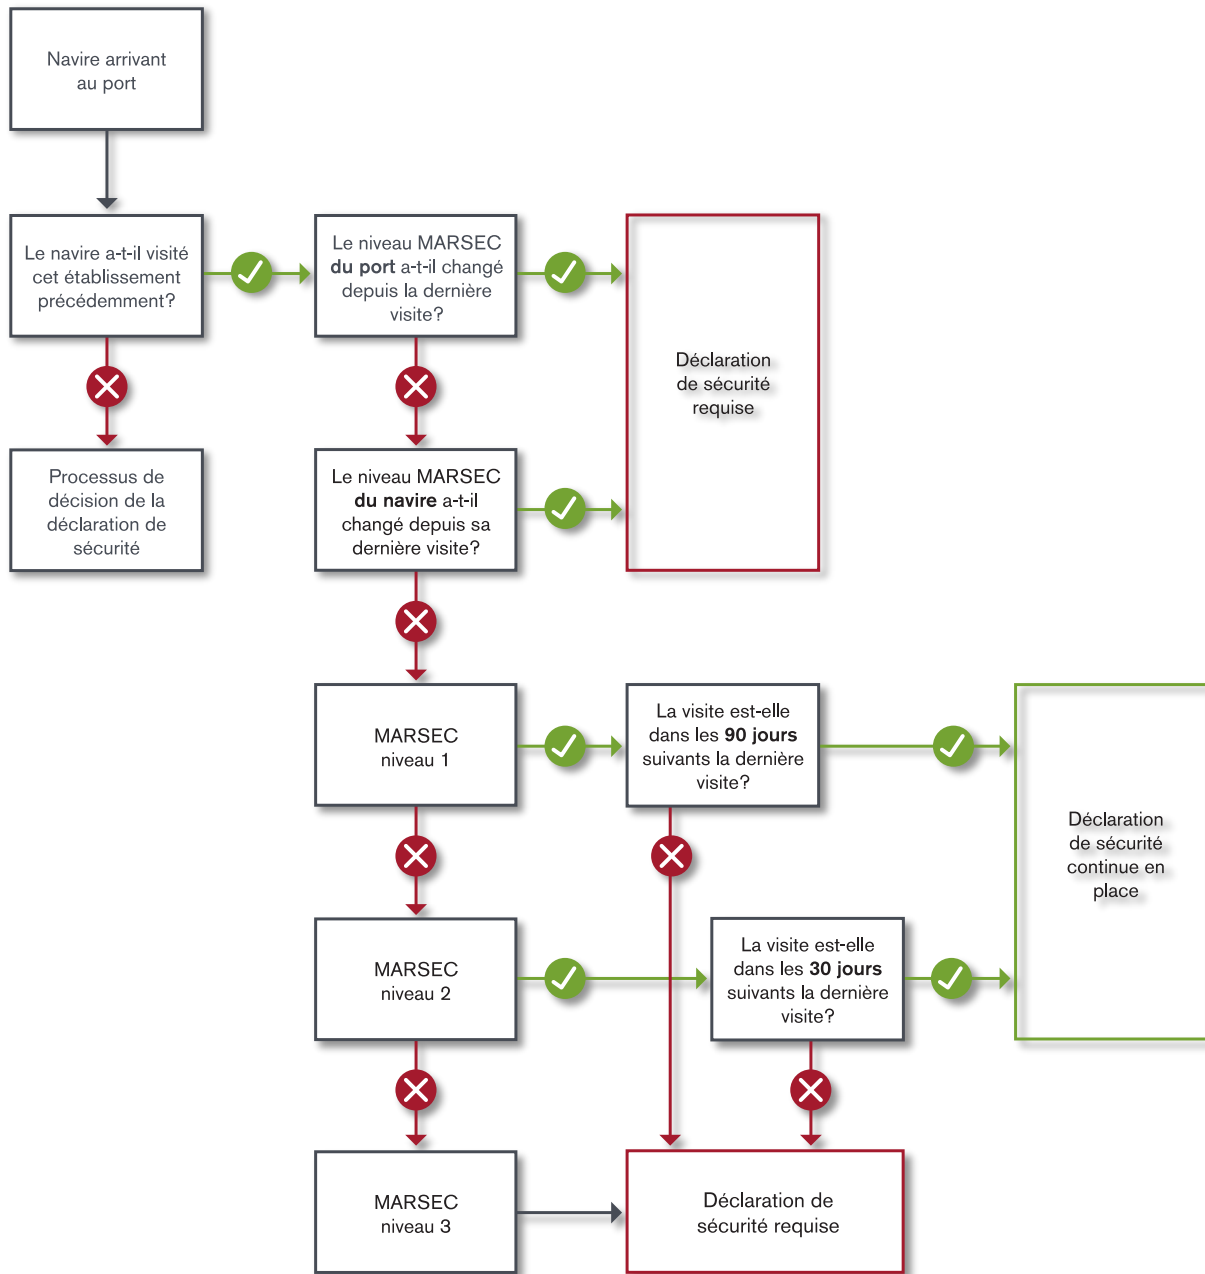 Navire arrivant
au port
Le navire a-t-il visité
cet établissement
précédemment?
Le niveau MARSEC
du port a-t-il changé
depuis la dernière
visite?
Déclaration
de sécurité
requise
Processus de
décision de la
déclaration de
sécurité
Le niveau MARSEC
du navire a-t-il
changé depuis sa
dernière visite?
MARSEC
niveau 1
La visite est-elle
dans les 90 jours
suivants la dernière
visite?
Déclaration
de sécurité
continue en
place
MARSEC
niveau 2
La visite est-elle
dans les 30 jours
suivants la dernière
visite?
MARSEC
niveau 3
Déclaration de
sécurité requise